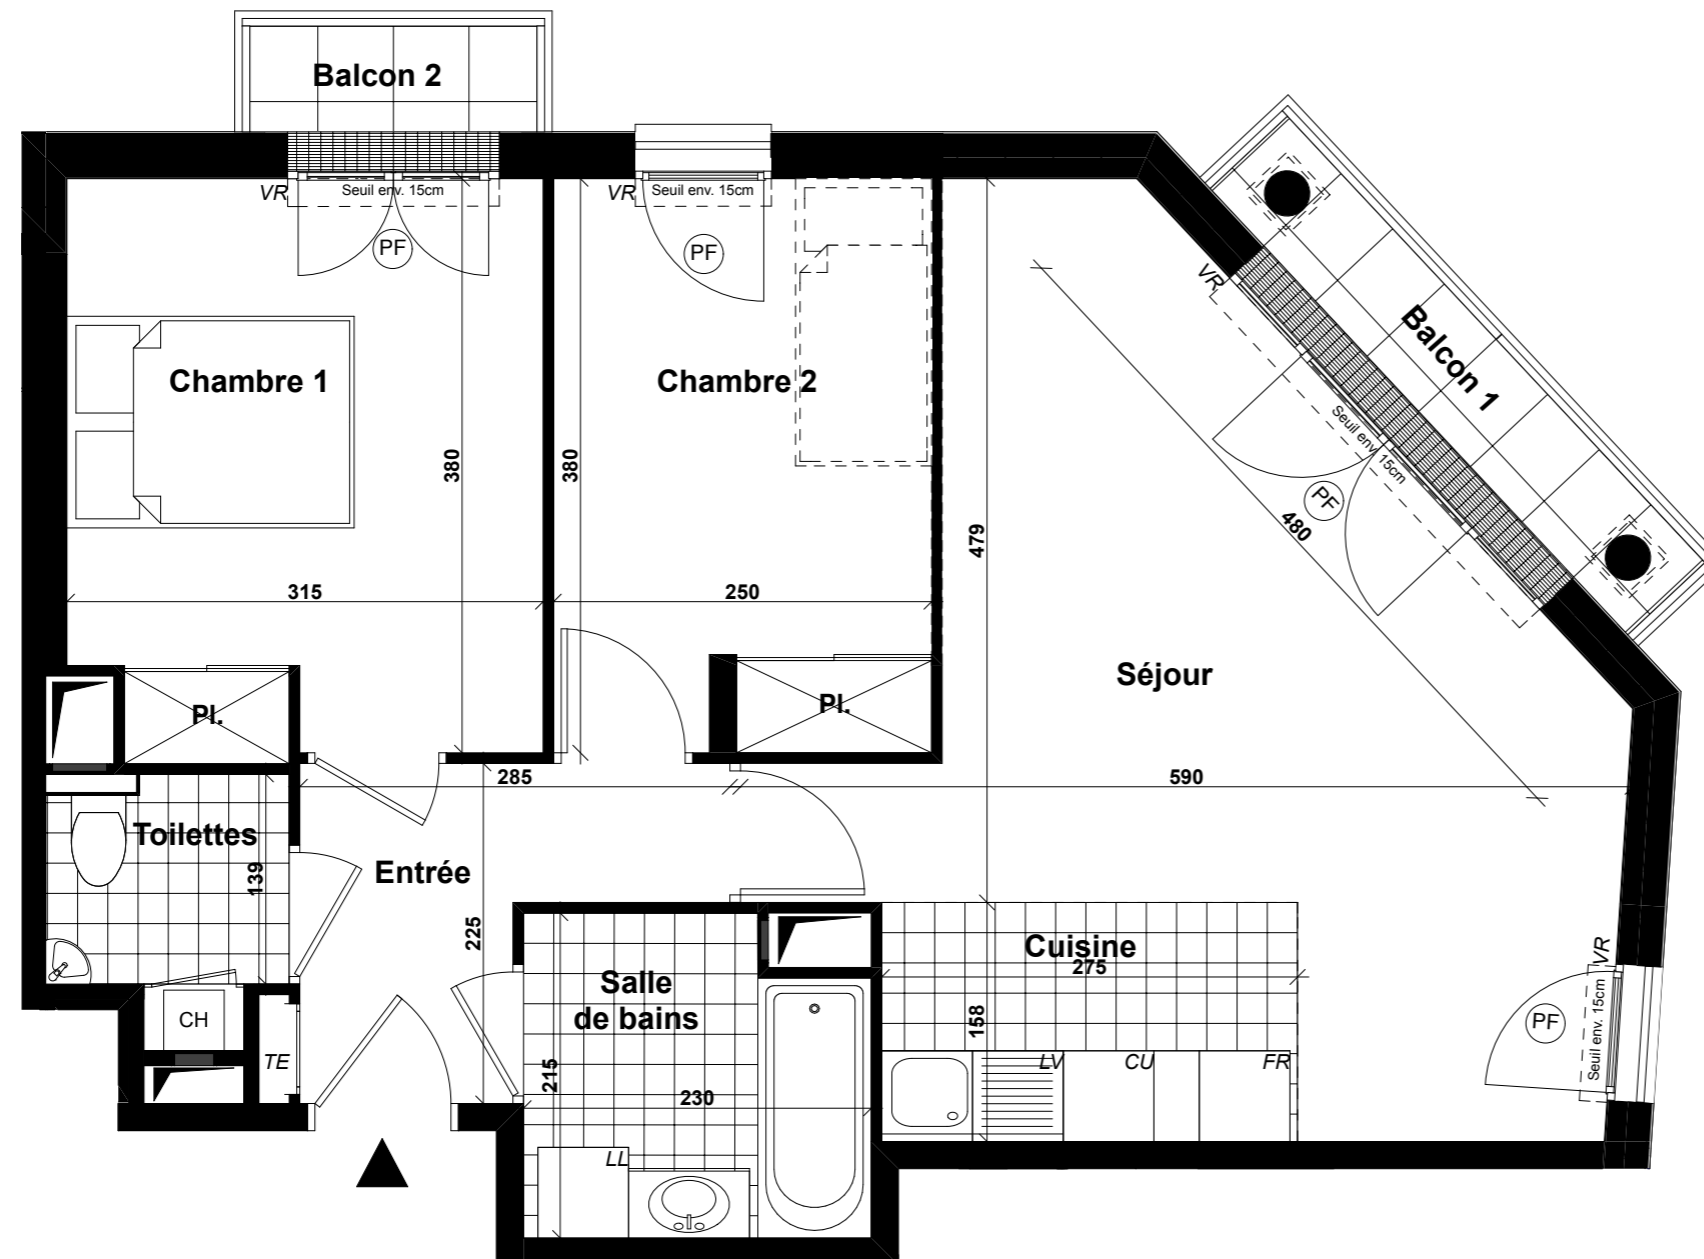 Balcon 2
VR
Seuil env. 15cm
PF
VR
Seuil env. 15cm
PF
VR
Balcon 1
Seuil env. 15cm
PF
480
Chambre 1
380
Chambre 2
380
479
315
250
Séjour
Pl.
Pl.
285
590
Toilettes
139
Entrée
225
Cuisine
275
158
VR
Seuil env. 15cm
PF
Salle
de bains
215
230
CH
TE
LV
CU
FR
LL